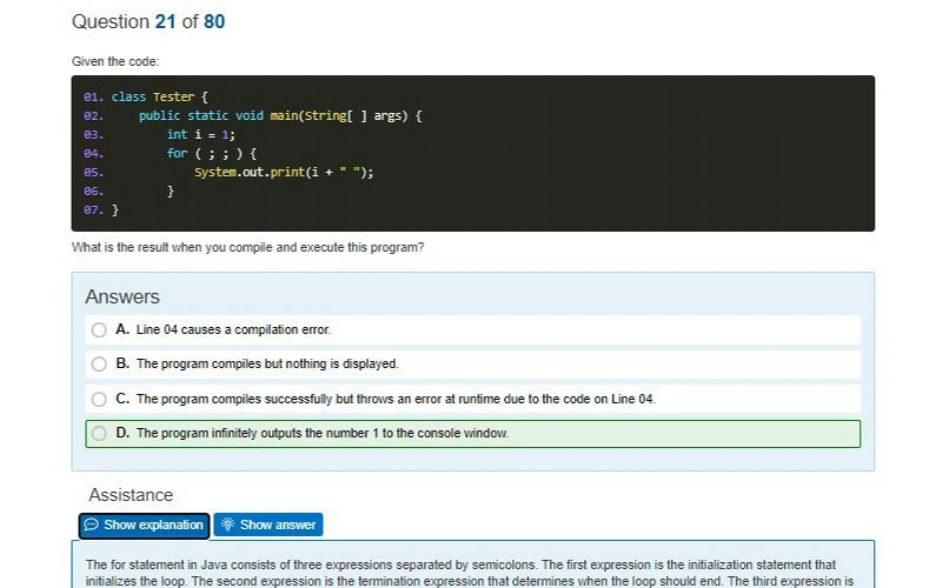 Question 21 of 80
Given the code:
01. class Tester {
02. public static void main(String[ ] args) {
03. int i = 1;
04. for ( ; ; ) {
05. System.out.print(i + " ");
06. }
07. }
What is the result when you compile and execute this program?
Answers
A. Line 04 causes a compilation error.
B. The program compiles but nothing is displayed.
C. The program compiles successfully but throws an error at runtime due to the code on Line 04.
D. The program infinitely outputs the number 1 to the console window.
Assistance
Show explanation Show answer
The for statement in Java consists of three expressions separated by semicolons. The first expression is the initialization statement that
initializes the loop. The second expression is the termination expression that determines when the loop should end. The third expression is